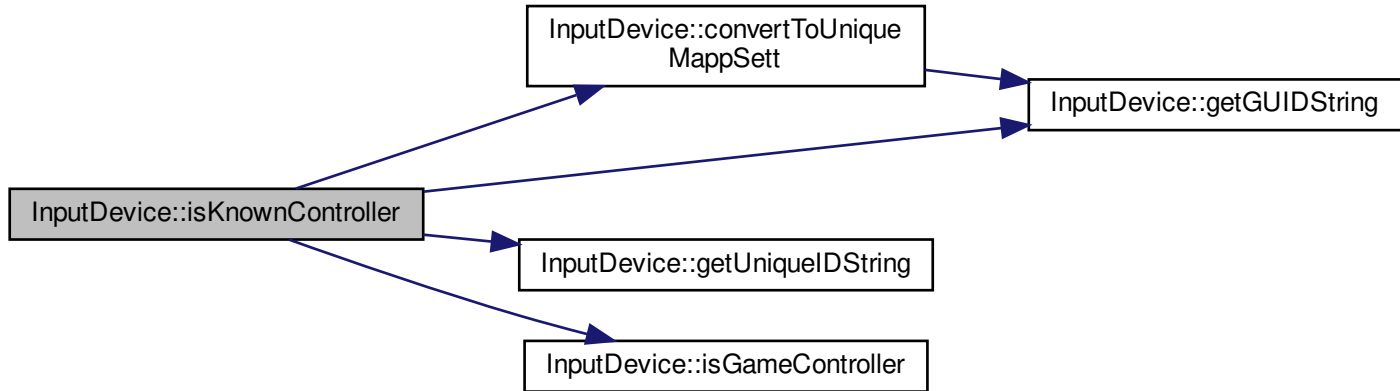 InputDevice::convertToUnique
MappSett
InputDevice::getGUIDString
InputDevice::isKnownController
InputDevice::getUniqueIDString
InputDevice::isGameController